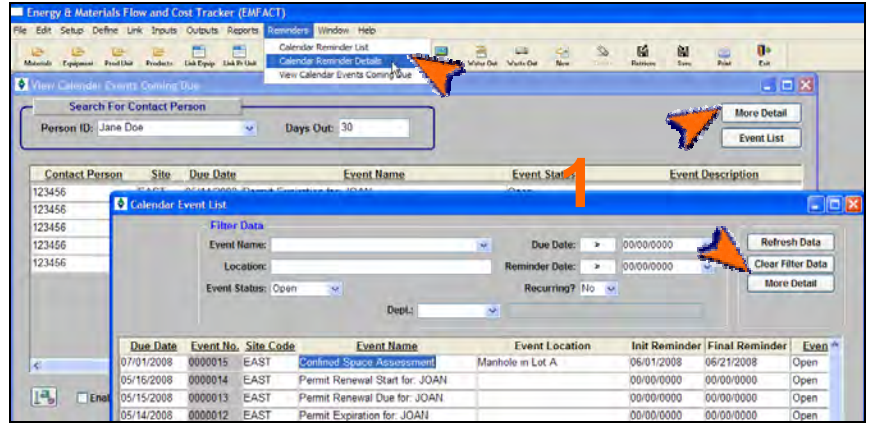 Energy & Materials Flow and Cost Tracker (EMFACT)
File Edit Setup Define Link Inputs Outputs Reports Reminders Window Help
Calendar Reminder List
Calendar Reminder Details
View Calendar Events Coming Due
Materials Equipment Prod Unit Products Link Equip Link Pr Unit Water Out Waste Out New Retrieve Save Print Exit
View Calendar Events Coming Due
Search For Contact Person
Person ID: Jane Doe Days Out: 30
More Detail
Event List
Contact Person Site Due Date Event Name Event Status Event Description
123456 EAST 05/14/2008 Permit Expiration for: JOAN Open
123456
123456
123456
123456
1
Calendar Event List
Filter Data
Event Name: Due Date: > 00/00/0000 Refresh Data
Location: Reminder Date: > 00/00/0000 Clear Filter Data
Event Status: Open Recurring? No More Detail
Dept.:
Due Date Event No. Site Code Event Name Event Location Init Reminder Final Reminder Even
07/01/2008 0000015 EAST Confined Space Assessment Manhole in Lot A 06/01/2008 06/21/2008 Open
05/16/2008 0000014 EAST Permit Renewal Start for: JOAN 00/00/0000 00/00/0000 Open
05/15/2008 0000013 EAST Permit Renewal Due for: JOAN 00/00/0000 00/00/0000 Open
05/14/2008 0000012 EAST Permit Expiration for: JOAN 00/00/0000 00/00/0000 Open
Enal